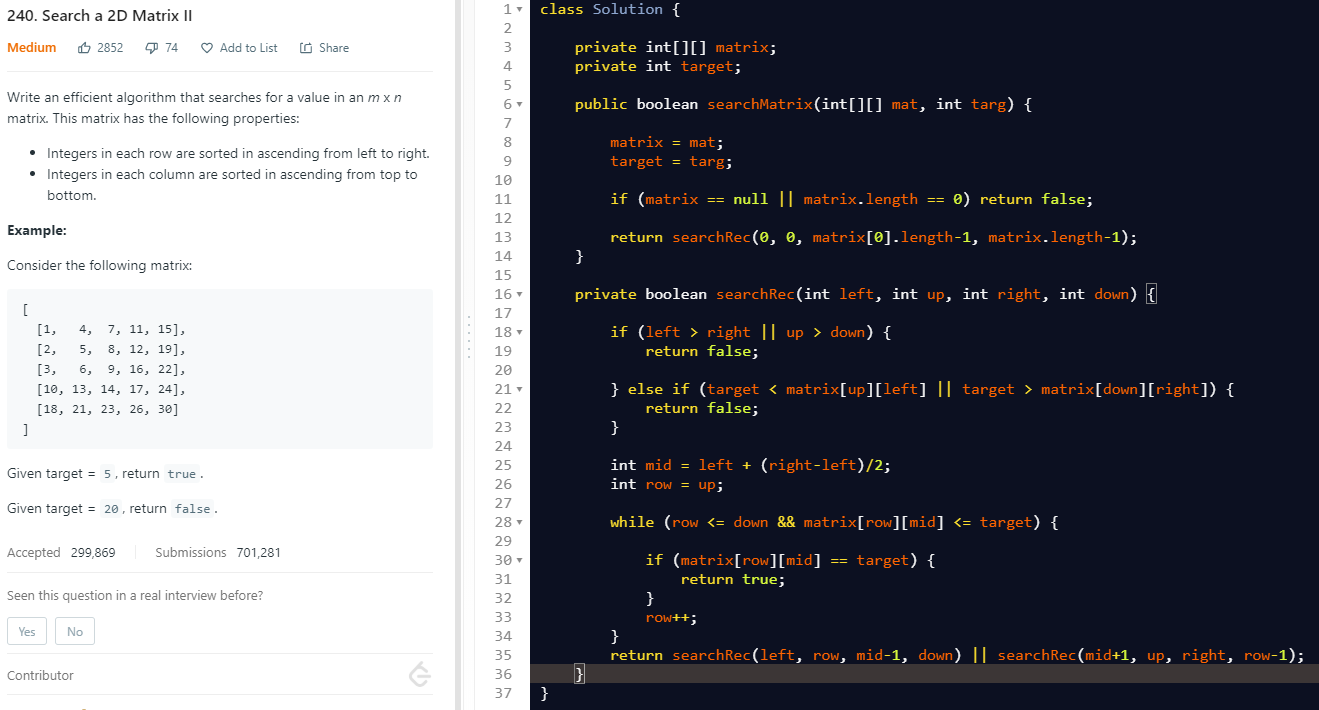 240. Search a 2D Matrix II
Medium 2852 74 Add to List Share
Write an efficient algorithm that searches for a value in an m x n
matrix. This matrix has the following properties:
• Integers in each row are sorted in ascending from left to right.
• Integers in each column are sorted in ascending from top to
bottom.
Example:
Consider the following matrix:
[
  [1,   4,  7, 11, 15],
  [2,   5,  8, 12, 19],
  [3,   6,  9, 16, 22],
  [10, 13, 14, 17, 24],
  [18, 21, 23, 26, 30]
]
Given target = 5, return true.
Given target = 20, return false.
Accepted 299,869 Submissions 701,281
Seen this question in a real interview before?
Yes No
Contributor
1 class Solution {
2
3     private int[][] matrix;
4     private int target;
5
6     public boolean searchMatrix(int[][] mat, int targ) {
7
8         matrix = mat;
9         target = targ;
10
11         if (matrix == null || matrix.length == 0) return false;
12
13         return searchRec(0, 0, matrix[0].length-1, matrix.length-1);
14     }
15
16     private boolean searchRec(int left, int up, int right, int down) {
17
18         if (left > right || up > down) {
19             return false;
20
21         } else if (target < matrix[up][left] || target > matrix[down][right]) {
22             return false;
23         }
24
25         int mid = left + (right-left)/2;
26         int row = up;
27
28         while (row <= down && matrix[row][mid] <= target) {
29
30             if (matrix[row][mid] == target) {
31                 return true;
32             }
33             row++;
34         }
35         return searchRec(left, row, mid-1, down) || searchRec(mid+1, up, right, row-1);
36     }
37 }